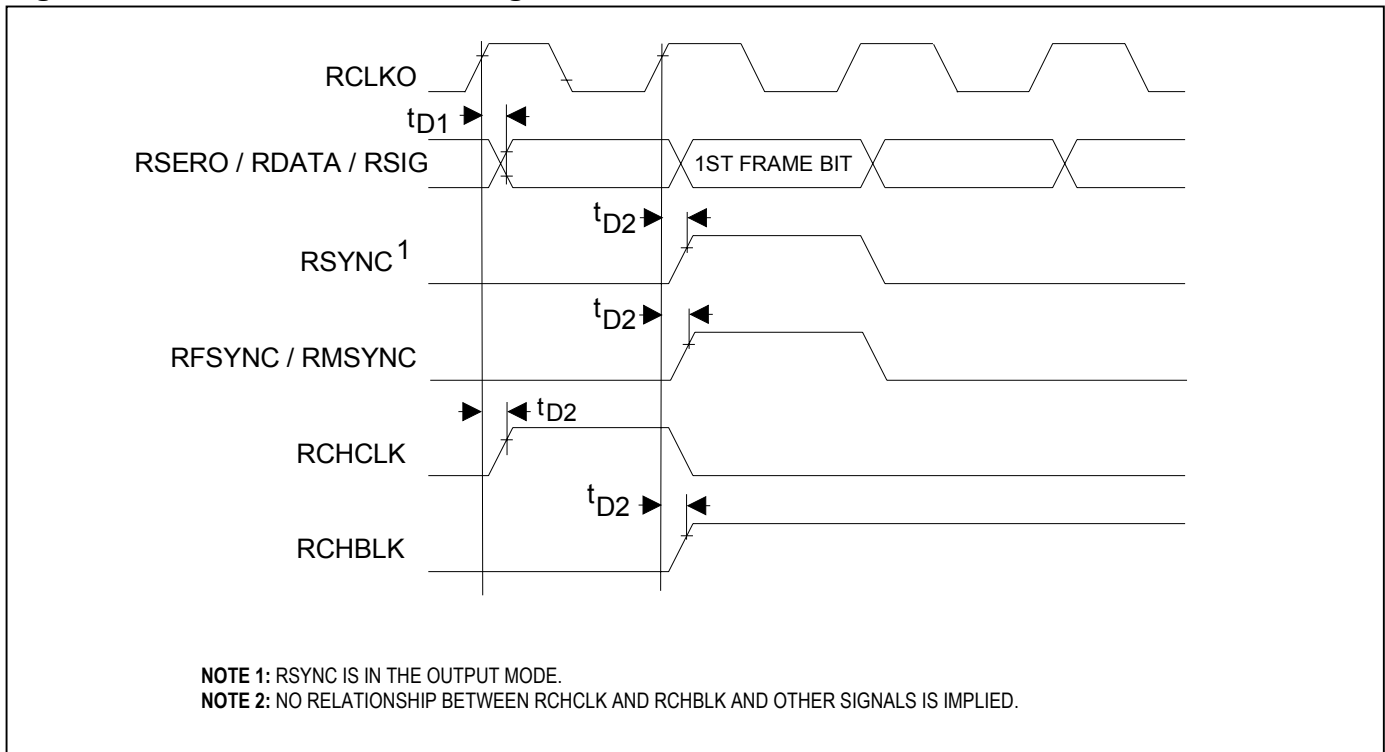 RCLKO
tD1
RSERO / RDATA / RSIG
1ST FRAME BIT
tD2
RSYNC1
tD2
RFSYNC / RMSYNC
tD2
RCHCLK
tD2
RCHBLK
NOTE 1: RSYNC IS IN THE OUTPUT MODE.
NOTE 2: NO RELATIONSHIP BETWEEN RCHCLK AND RCHBLK AND OTHER SIGNALS IS IMPLIED.